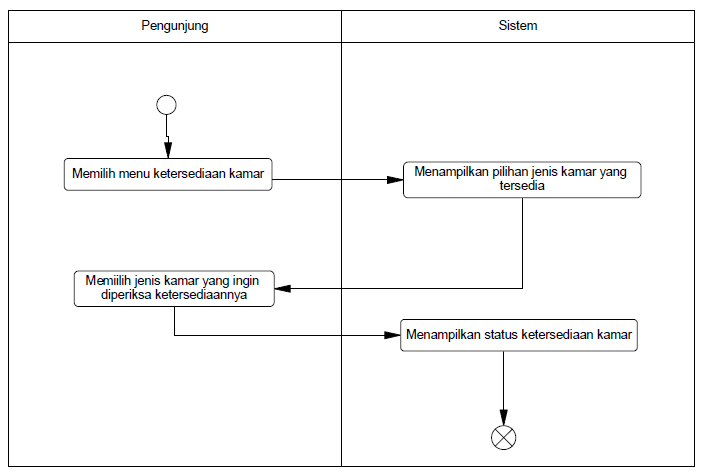 Pengunjung
Sistem
Memilih menu ketersediaan kamar
Menampilkan pilihan jenis kamar yang
tersedia
Memiilih jenis kamar yang ingin
diperiksa ketersediaannya
Menampilkan status ketersediaan kamar